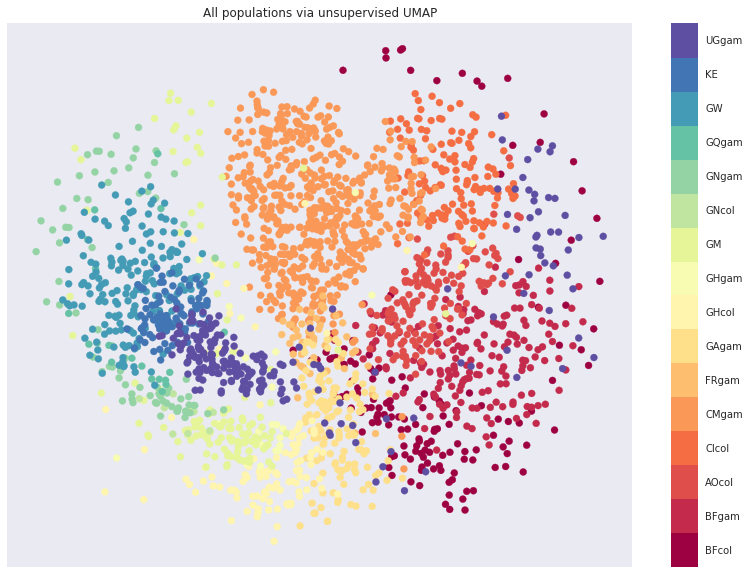 All populations via unsupervised UMAP
UGgam
KE
GW
GQgam
GNgam
GNcol
GM
GHgam
GHcol
GAgam
FRgam
CMgam
CIcol
AOcol
BFgam
BFcol